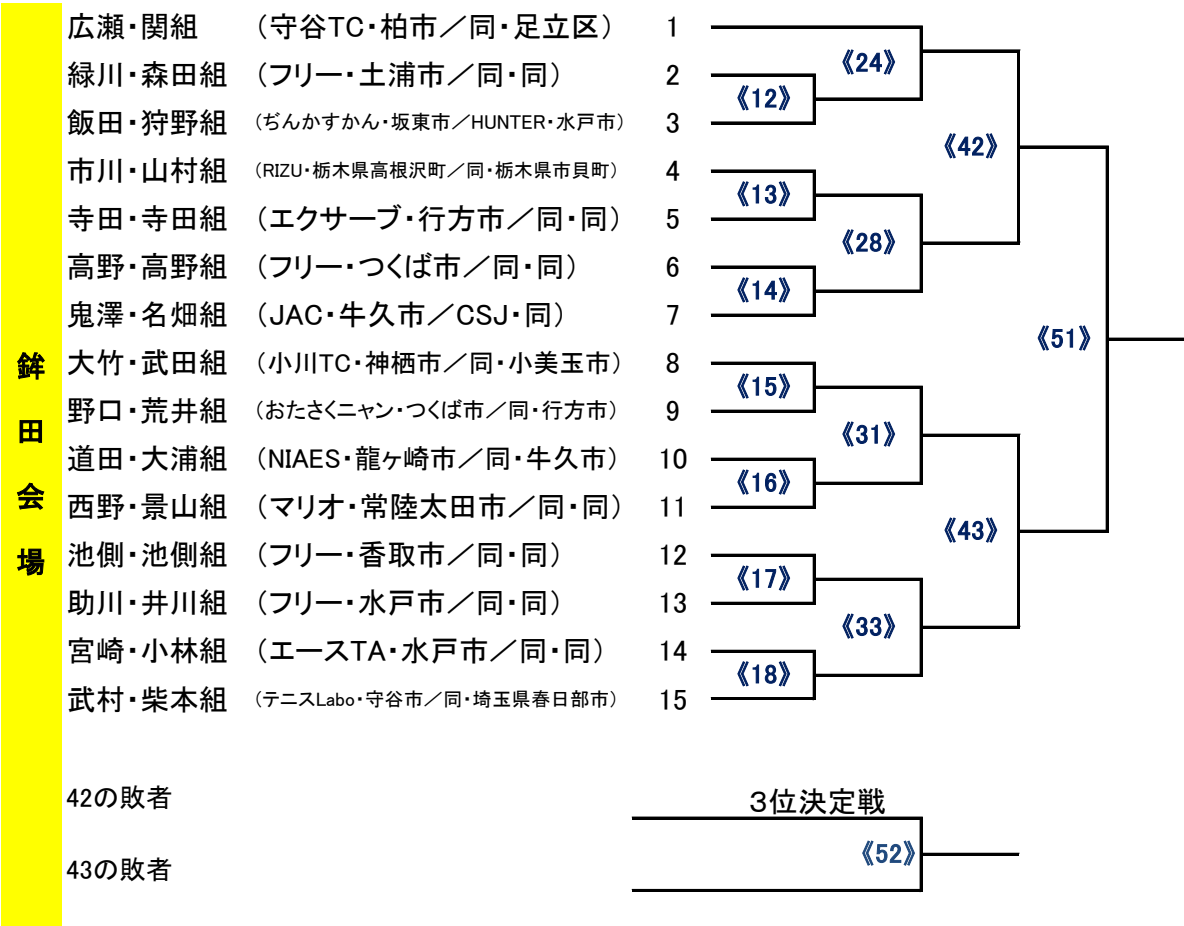 鉾田会場
広瀬・関組 （守谷TC・柏市／同・足立区） 1
緑川・森田組 （フリー・土浦市／同・同） 2
飯田・狩野組 （ぢんかすかん・坂東市／HUNTER・水戸市） 3
市川・山村組 （RIZU・栃木県高根沢町／同・栃木県市貝町） 4
寺田・寺田組 （エクサーブ・行方市／同・同） 5
高野・高野組 （フリー・つくば市／同・同） 6
鬼澤・名畑組 （JAC・牛久市／CSJ・同） 7
大竹・武田組 （小川TC・神栖市／同・小美玉市） 8
野口・荒井組 （おたさくニャン・つくば市／同・行方市） 9
道田・大浦組 （NIAES・龍ヶ崎市／同・牛久市） 10
西野・景山組 （マリオ・常陸太田市／同・同） 11
池側・池側組 （フリー・香取市／同・同） 12
助川・井川組 （フリー・水戸市／同・同） 13
宮崎・小林組 （エースTA・水戸市／同・同） 14
武村・柴本組 （テニスLabo・守谷市／同・埼玉県春日部市） 15
《12》
《13》
《14》
《15》
《16》
《17》
《18》
《24》
《28》
《31》
《33》
《42》
《43》
《51》
42の敗者
３位決定戦
《52》
43の敗者